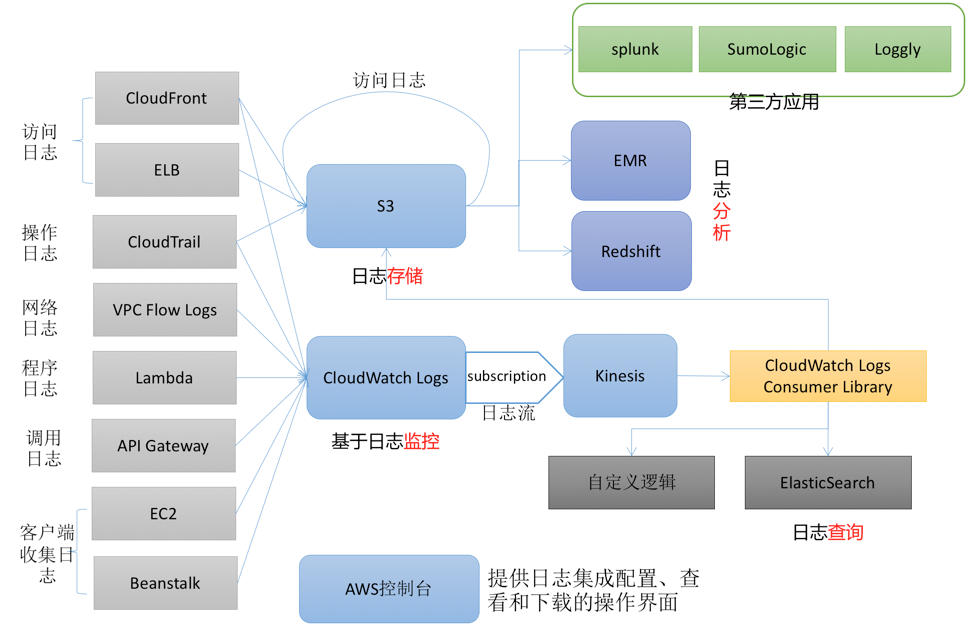 访问
日志
操作
日志
网络
日志
程序
日志
调用
日志
客户端
收集日
志
CloudFront
ELB
CloudTrail
VPC Flow Logs
Lambda
API Gateway
EC2
Beanstalk
访问日志
S3
日志存储
CloudWatch Logs
基于日志监控
subscription
日志流
Kinesis
CloudWatch Logs
Consumer Library
splunk
SumoLogic
Loggly
第三方应用
EMR
Redshift
日
志
分
析
自定义逻辑
ElasticSearch
日志查询
AWS控制台
提供日志集成配置、查
看和下载的操作界面